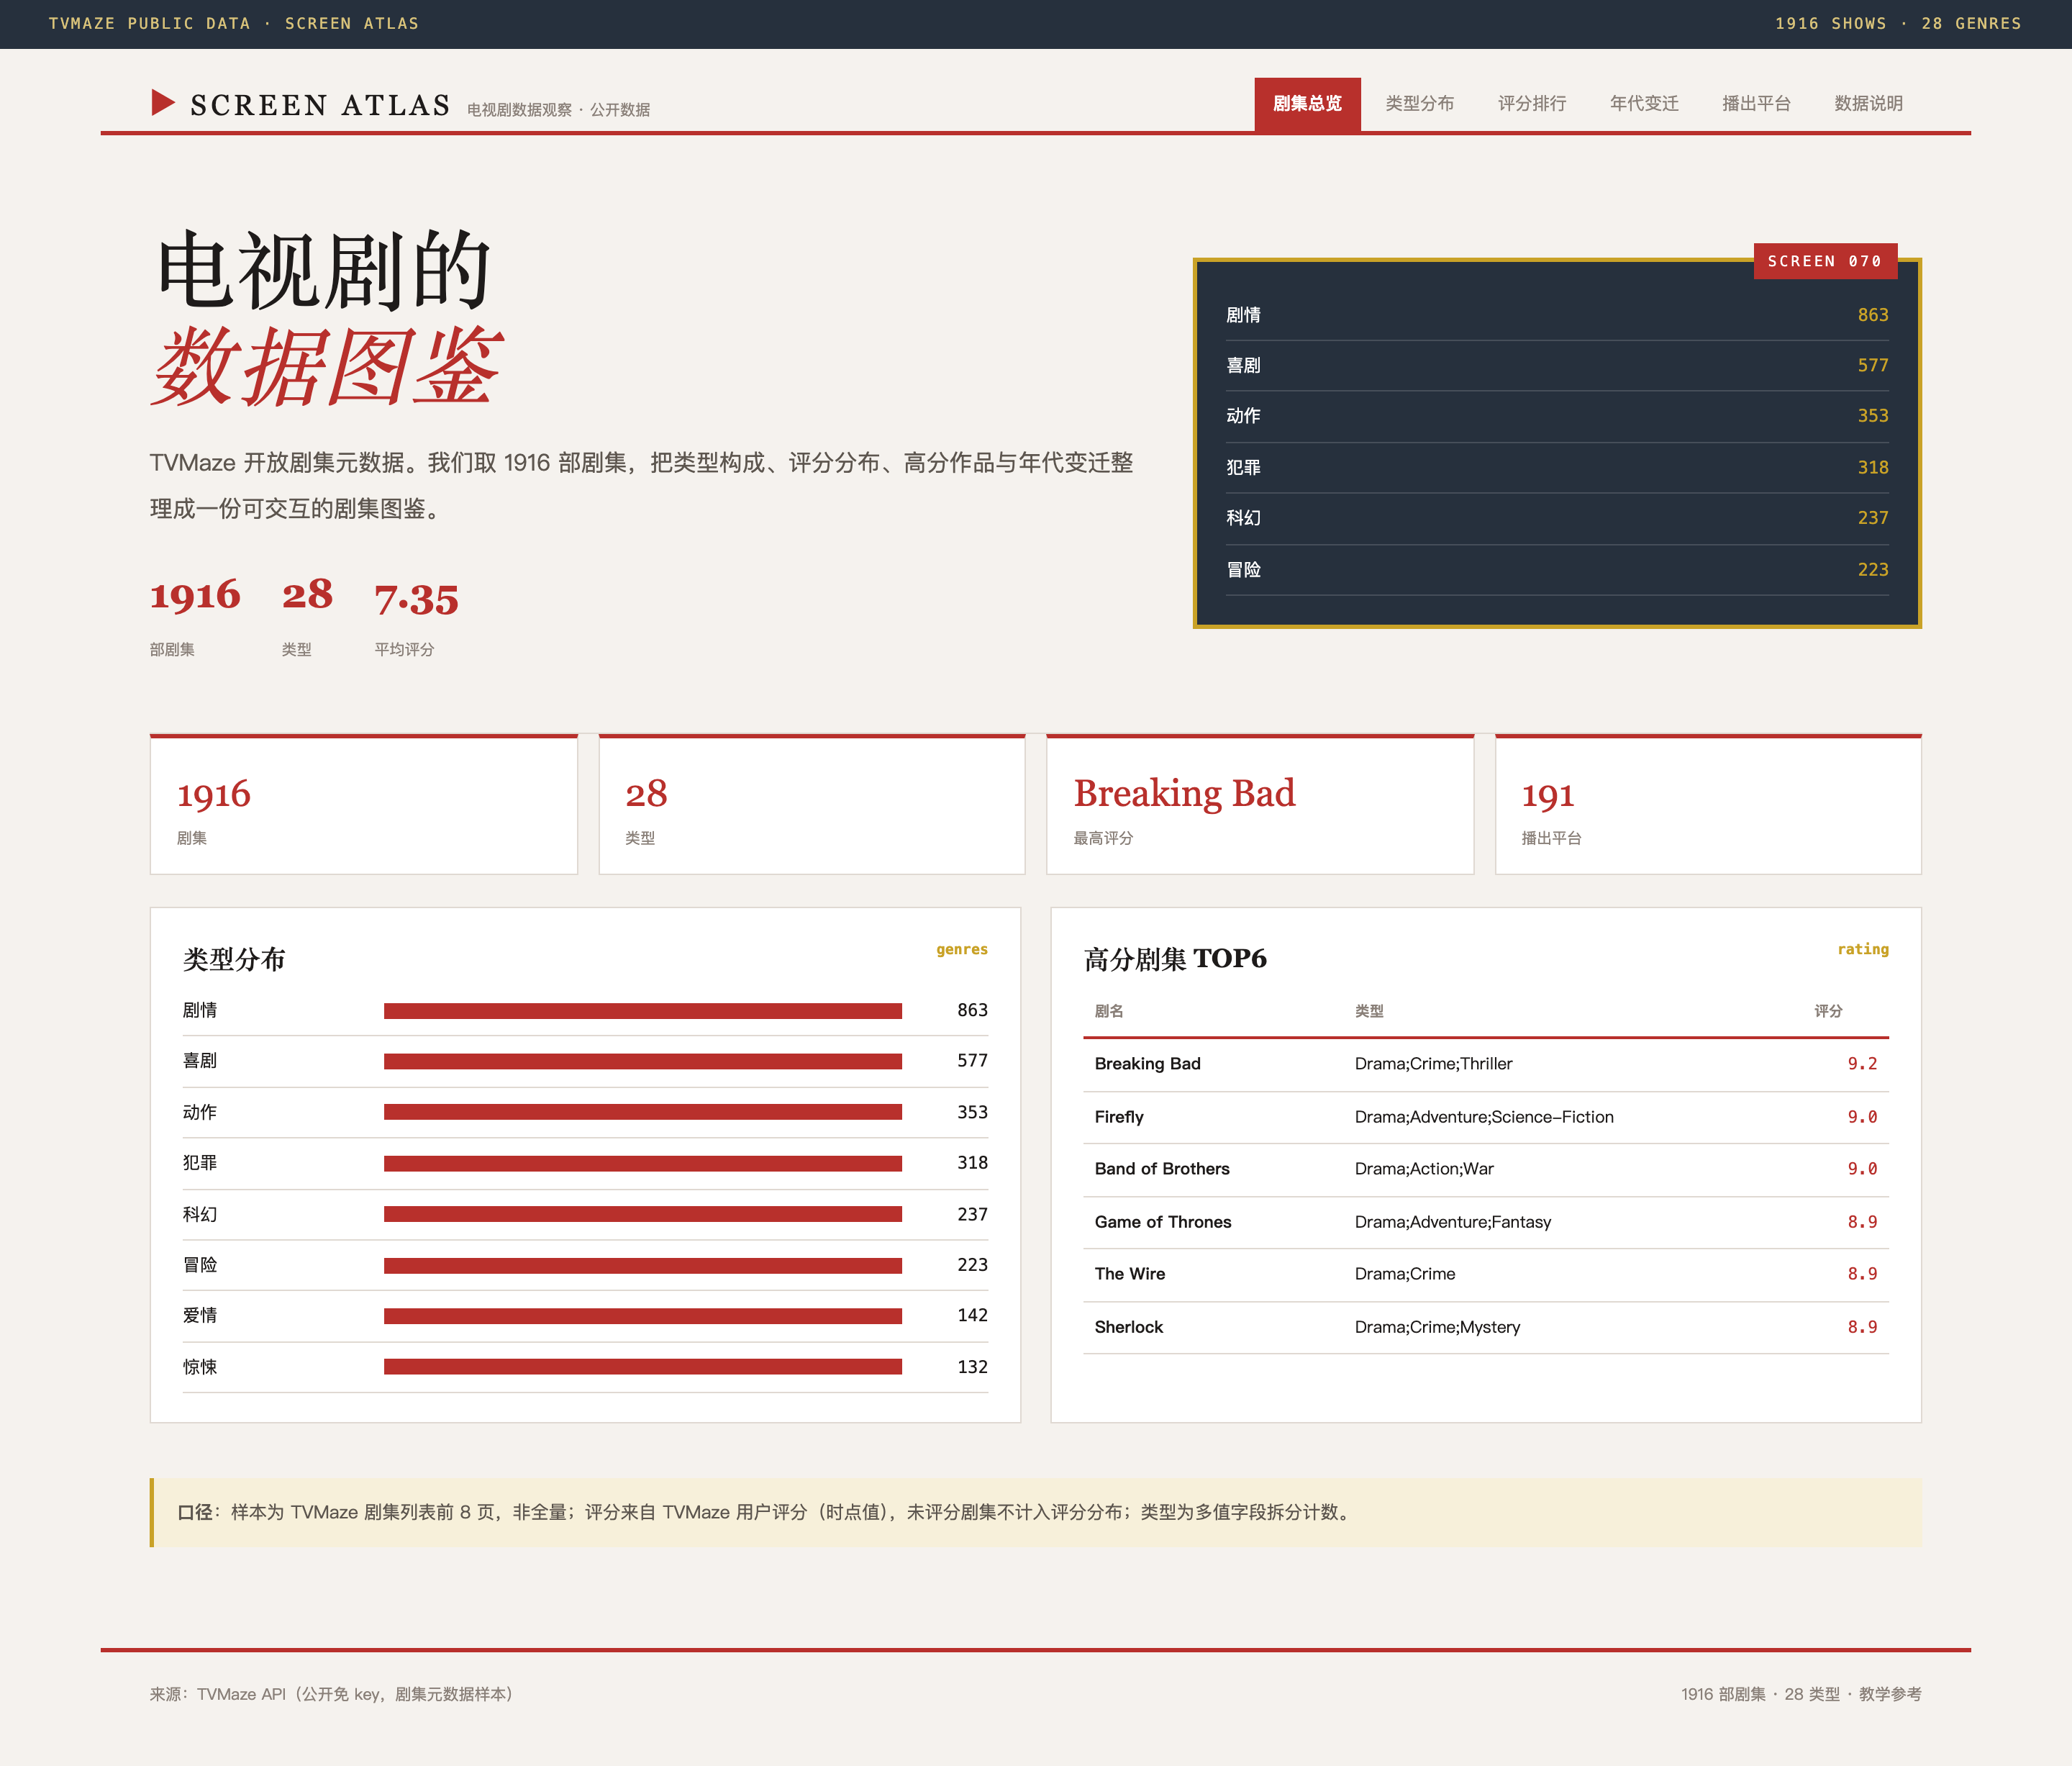 TVMAZE PUBLIC DATA · SCREEN ATLAS
1916 SHOWS · 28 GENRES
SCREEN ATLAS 电视剧数据观察 · 公开数据
剧集总览 类型分布 评分排行 年代变迁 播出平台 数据说明
电视剧的
数据图鉴
TVMaze 开放剧集元数据。我们取 1916 部剧集，把类型构成、评分分布、高分作品与年代变迁整
理成一份可交互的剧集图鉴。
1916 28 7.35
部剧集 类型 平均评分
SCREEN 070
剧情 863
喜剧 577
动作 353
犯罪 318
科幻 237
冒险 223
1916
剧集
28
类型
Breaking Bad
最高评分
191
播出平台
类型分布 genres
剧情 863
喜剧 577
动作 353
犯罪 318
科幻 237
冒险 223
爱情 142
惊悚 132
高分剧集 TOP6 rating
剧名 类型 评分
Breaking Bad Drama;Crime;Thriller 9.2
Firefly Drama;Adventure;Science-Fiction 9.0
Band of Brothers Drama;Action;War 9.0
Game of Thrones Drama;Adventure;Fantasy 8.9
The Wire Drama;Crime 8.9
Sherlock Drama;Crime;Mystery 8.9
口径：样本为 TVMaze 剧集列表前 8 页，非全量；评分来自 TVMaze 用户评分（时点值），未评分剧集不计入评分分布；类型为多值字段拆分计数。
来源：TVMaze API（公开免 key，剧集元数据样本）
1916 部剧集 · 28 类型 · 教学参考